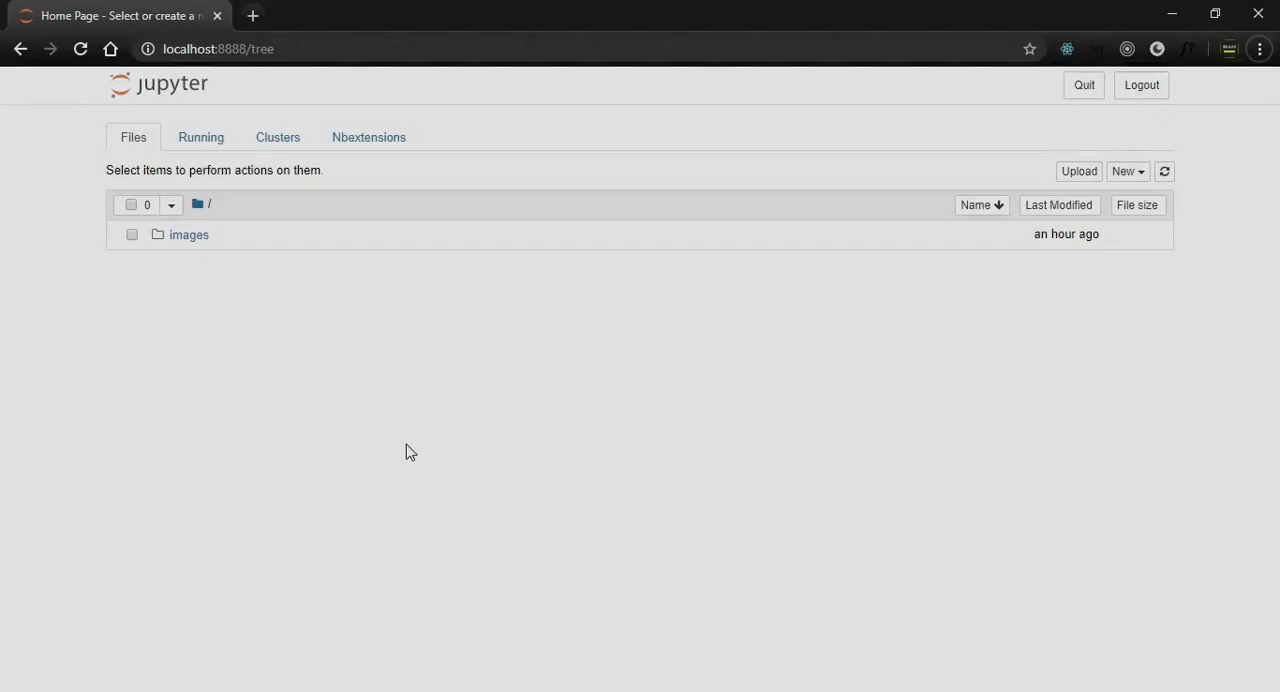 Home Page - Select or create a n
localhost:8888/tree
jupyter
Quit
Logout
Files
Running
Clusters
Nbextensions
Select items to perform actions on them.
Upload
New
0
/
Name
Last Modified
File size
images
an hour ago